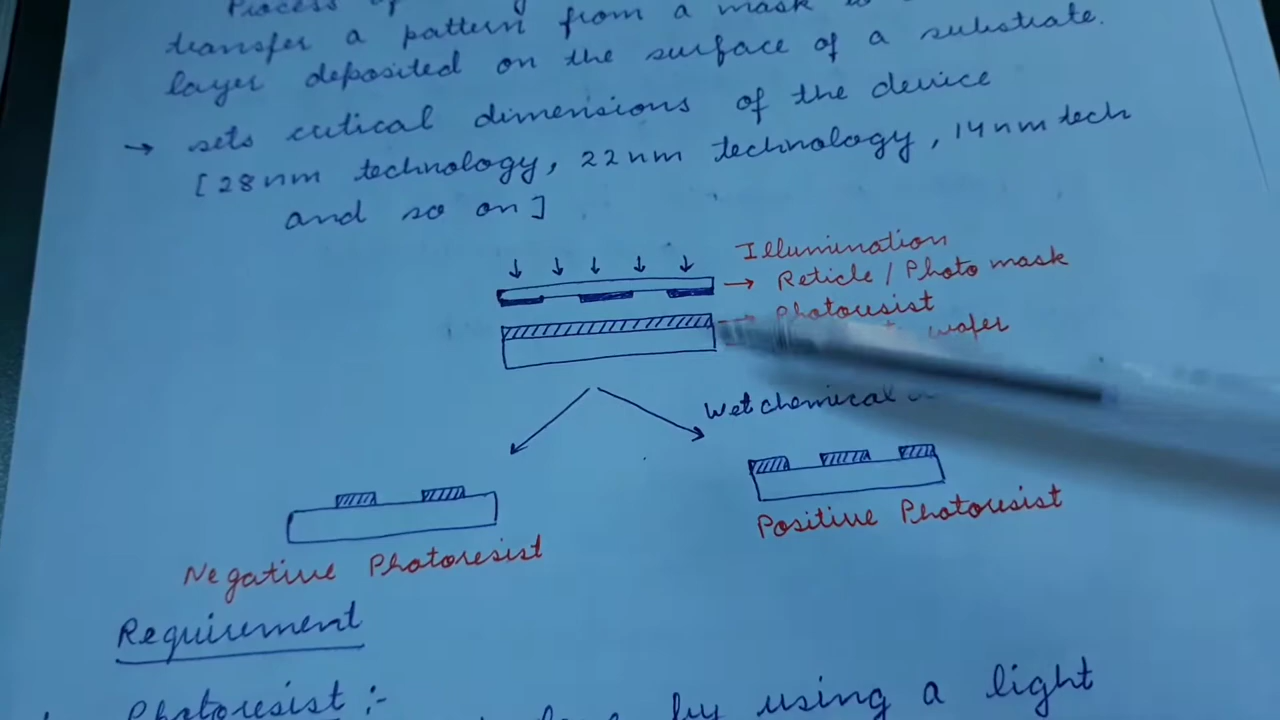 Process of
transfer a pattern from a mask
layer deposited on the surface of a substrate.
→ sets critical dimensions of the device
[28nm technology, 22nm technology, 14nm tech
and so on]
Illumination
→ Reticle / Photo mask
→ Photoresist
wafer
Wet chemical
Positive Photoresist
Negative Photoresist
Requirement
Photoresist :-
by using a light